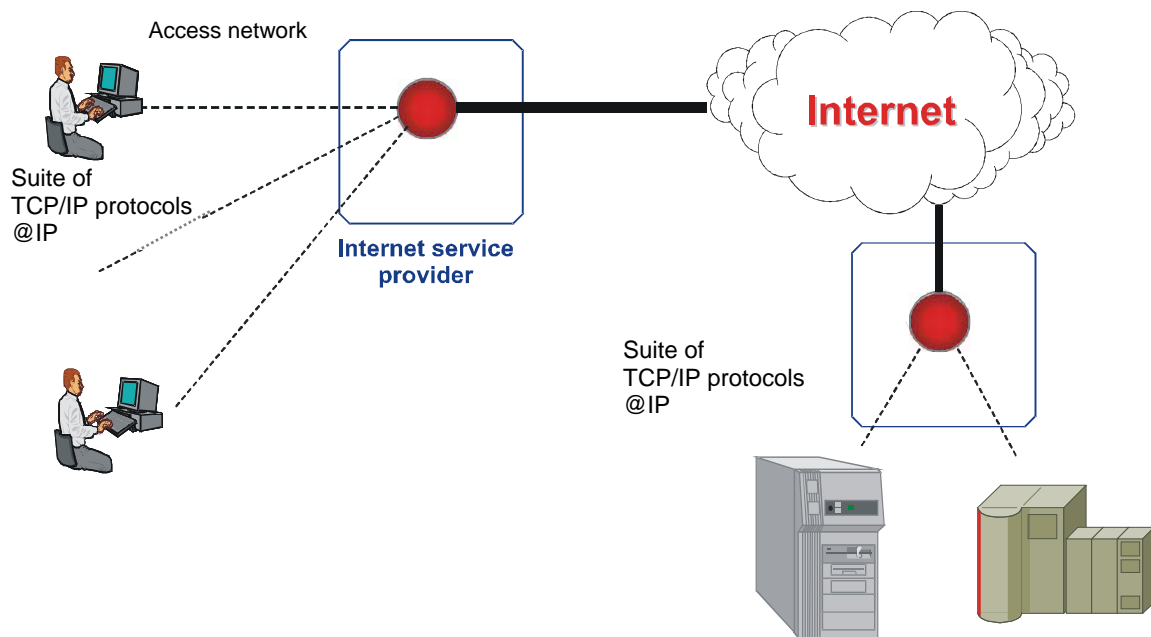 Access network
Internet
Suite of
TCP/IP protocols
@IP
Internet service
provider
Suite of
TCP/IP protocols
@IP